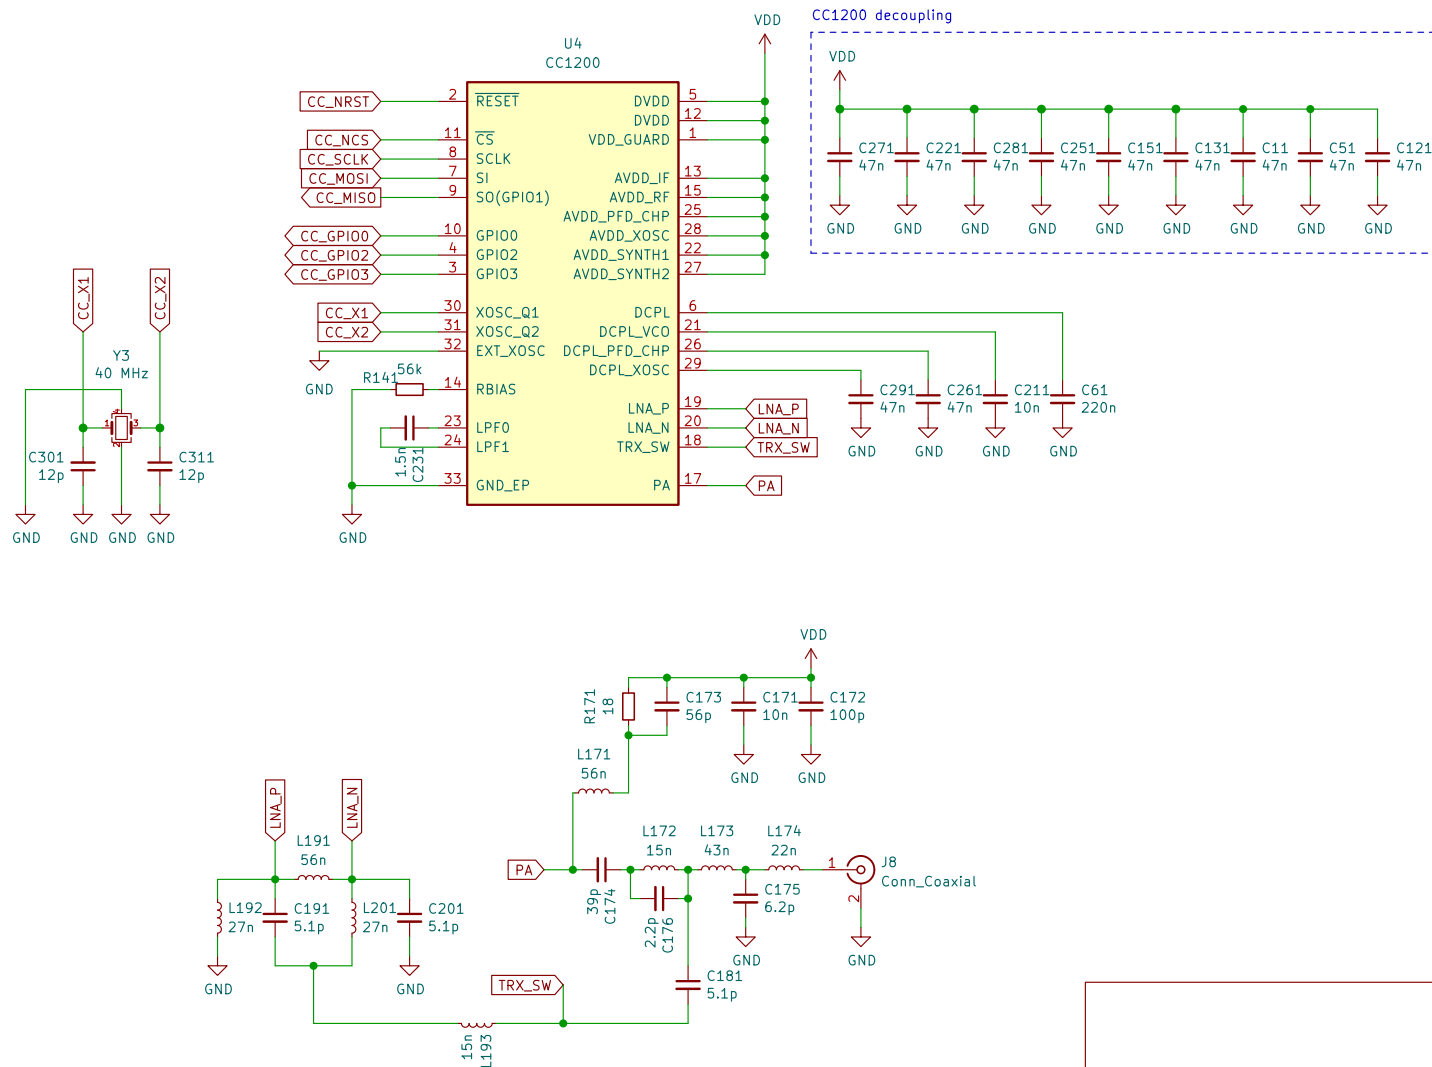 CC1200 decoupling
VDD
U4
CC1200
VDD
CC_NRST
2
RESET
DVDD
5
DVDD
12
CC_NCS
11
CS
VDD_GUARD
1
CC_SCLK
8
SCLK
CC_MOSI
7
SI
AVDD_IF
13
CC_MISO
9
SO(GPIO1)
AVDD_RF
15
AVDD_PFD_CHP
25
CC_GPIO0
10
GPIO0
AVDD_XOSC
28
CC_GPIO2
4
GPIO2
AVDD_SYNTH1
22
CC_GPIO3
3
GPIO3
AVDD_SYNTH2
27
CC_X1
30
XOSC_Q1
DCPL
6
CC_X2
31
XOSC_Q2
DCPL_VCO
21
32
EXT_XOSC
DCPL_PFD_CHP
26
DCPL_XOSC
29
GND
R141
56k
14
RBIAS
LNA_P
19
LNA_P
23
LPF0
LNA_N
20
LNA_N
24
LPF1
TRX_SW
18
TRX_SW
1.5n
C231
33
GND_EP
PA
17
PA
GND
C271
47n
C221
47n
C281
47n
C251
47n
C151
47n
C131
47n
C11
47n
C51
47n
C121
47n
GND
GND
GND
GND
GND
GND
GND
GND
GND
C291
47n
C261
47n
C211
10n
C61
220n
GND
GND
GND
GND
CC_X1
CC_X2
Y3
40 MHz
1
4
3
2
C301
12p
C311
12p
GND
GND
GND
GND
VDD
R171
18
C173
56p
C171
10n
C172
100p
GND
GND
L171
56n
LNA_P
LNA_N
L191
56n
L192
27n
C191
5.1p
L201
27n
C201
5.1p
GND
GND
PA
39p
C174
L172
15n
L173
43n
L174
22n
1
J8
Conn_Coaxial
2
2.2p
C176
C175
6.2p
GND
GND
C181
5.1p
TRX_SW
15n
L193